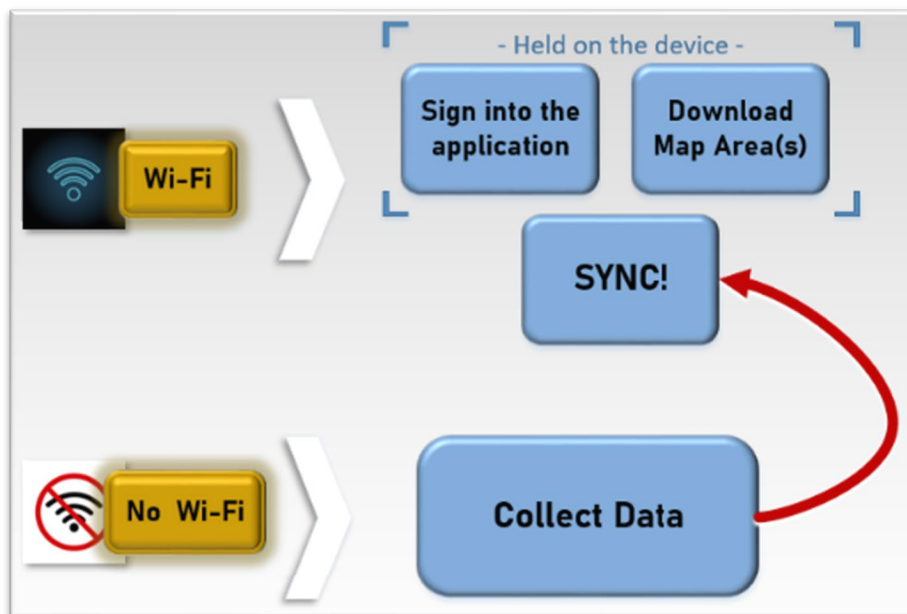 - Held on the device -
Sign into the
application
Download
Map Area(s)
Wi-Fi
SYNC!
No Wi-Fi
Collect Data